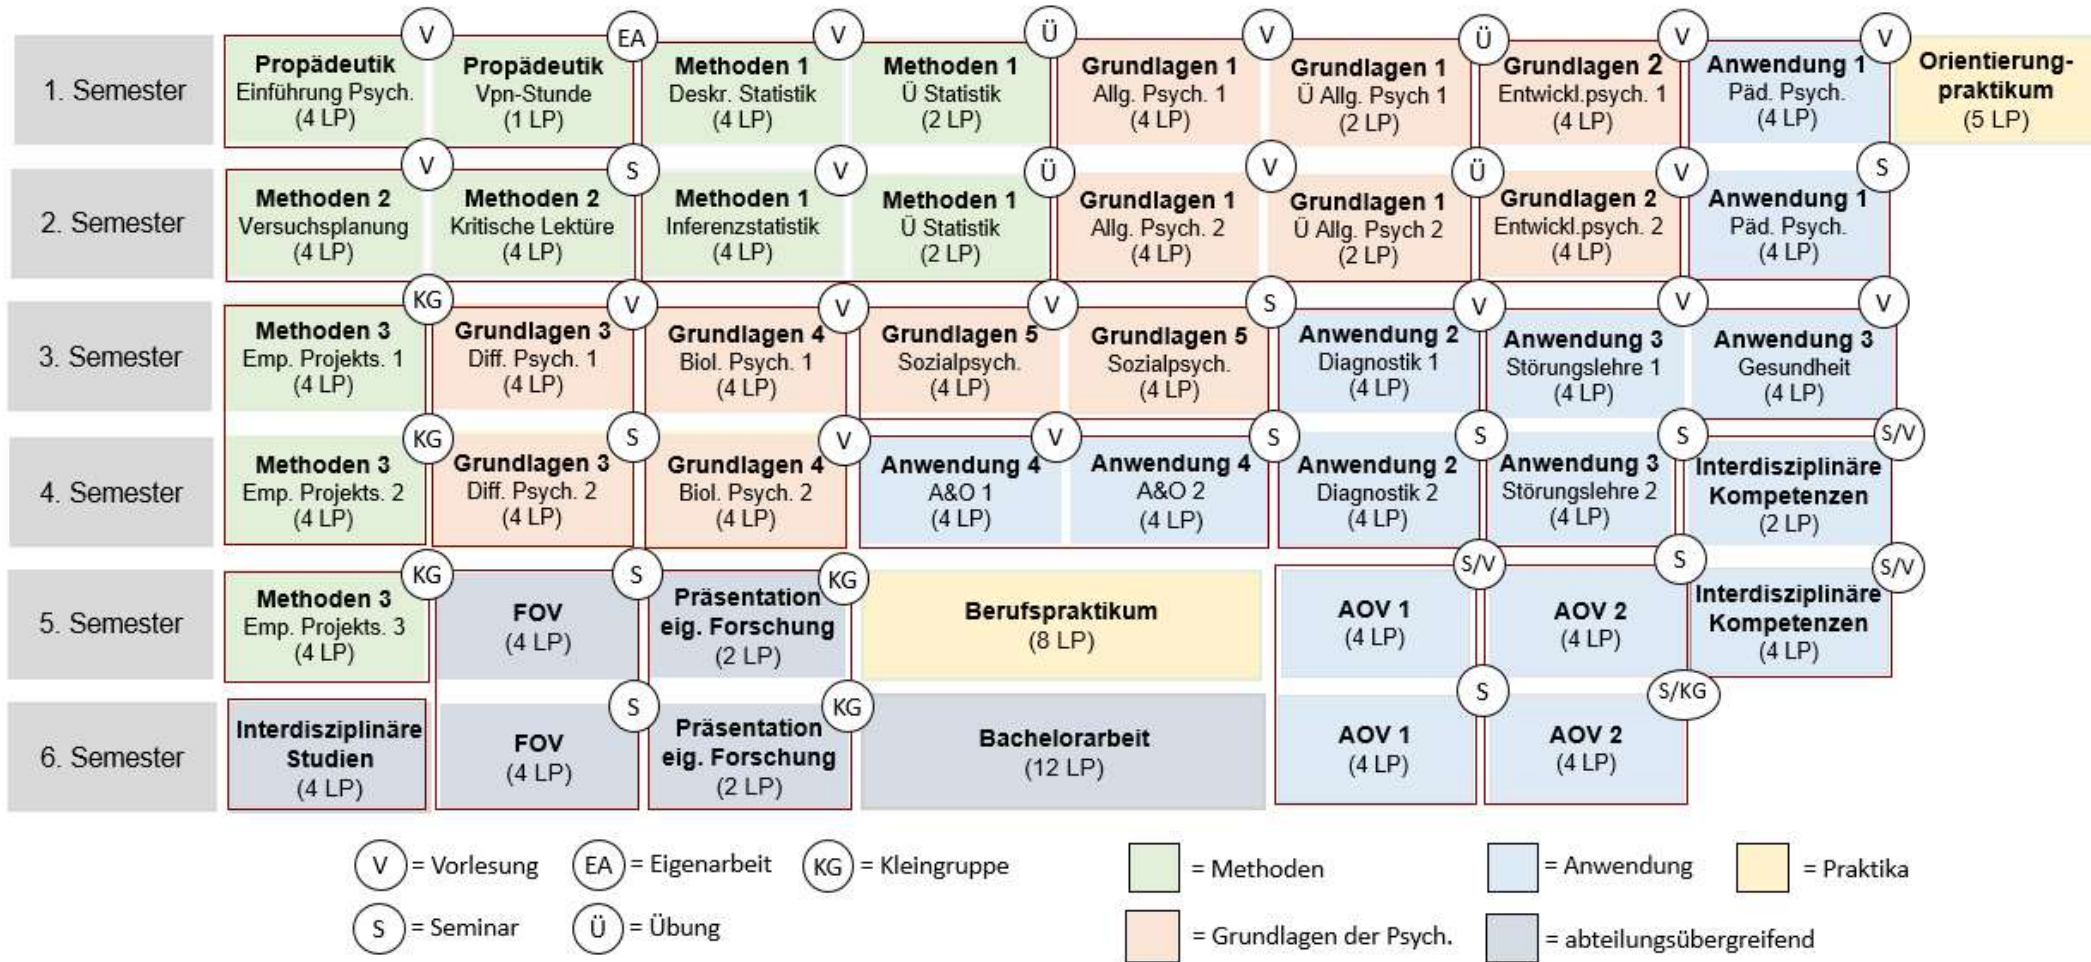 V
EA
V
Ü
V
Ü
V
V
1. Semester
Propädeutik
Einführung Psych.
(4 LP)
Propädeutik
Vpn-Stunde
(1 LP)
Methoden 1
Deskr. Statistik
(4 LP)
Methoden 1
Ü Statistik
(2 LP)
Grundlagen 1
Allg. Psych. 1
(4 LP)
Grundlagen 1
Ü Allg. Psych 1
(2 LP)
Grundlagen 2
Entwickl.psych. 1
(4 LP)
Anwendung 1
Päd. Psych.
(4 LP)
Orientierung-
praktikum
(5 LP)
V
S
V
Ü
V
Ü
V
S
2. Semester
Methoden 2
Versuchsplanung
(4 LP)
Methoden 2
Kritische Lektüre
(4 LP)
Methoden 1
Inferenzstatistik
(4 LP)
Methoden 1
Ü Statistik
(2 LP)
Grundlagen 1
Allg. Psych. 2
(4 LP)
Grundlagen 1
Ü Allg. Psych 2
(2 LP)
Grundlagen 2
Entwickl.psych. 2
(4 LP)
Anwendung 1
Päd. Psych.
(4 LP)
KG
V
V
V
S
V
V
V
3. Semester
Methoden 3
Emp. Projekts. 1
(4 LP)
Grundlagen 3
Diff. Psych. 1
(4 LP)
Grundlagen 4
Biol. Psych. 1
(4 LP)
Grundlagen 5
Sozialpsych.
(4 LP)
Grundlagen 5
Sozialpsych.
(4 LP)
Anwendung 2
Diagnostik 1
(4 LP)
Anwendung 3
Störungslehre 1
(4 LP)
Anwendung 3
Gesundheit
(4 LP)
KG
S
V
V
S
S
S
S/V
4. Semester
Methoden 3
Emp. Projekts. 2
(4 LP)
Grundlagen 3
Diff. Psych. 2
(4 LP)
Grundlagen 4
Biol. Psych. 2
(4 LP)
Anwendung 4
A&O 1
(4 LP)
Anwendung 4
A&O 2
(4 LP)
Anwendung 2
Diagnostik 2
(4 LP)
Anwendung 3
Störungslehre 2
(4 LP)
Interdisziplinäre
Kompetenzen
(2 LP)
KG
S
KG
S/V
S
S/V
5. Semester
Methoden 3
Emp. Projekts. 3
(4 LP)
FOV
(4 LP)
Präsentation
eig. Forschung
(2 LP)
Berufspraktikum
(8 LP)
AOV 1
(4 LP)
AOV 2
(4 LP)
Interdisziplinäre
Kompetenzen
(4 LP)
S
KG
S
S/KG
6. Semester
Interdisziplinäre
Studien
(4 LP)
FOV
(4 LP)
Präsentation
eig. Forschung
(2 LP)
Bachelorarbeit
(12 LP)
AOV 1
(4 LP)
AOV 2
(4 LP)
V = Vorlesung
EA = Eigenarbeit
KG = Kleingruppe
= Methoden
= Anwendung
= Praktika
S = Seminar
Ü = Übung
= Grundlagen der Psych.
= abteilungsübergreifend